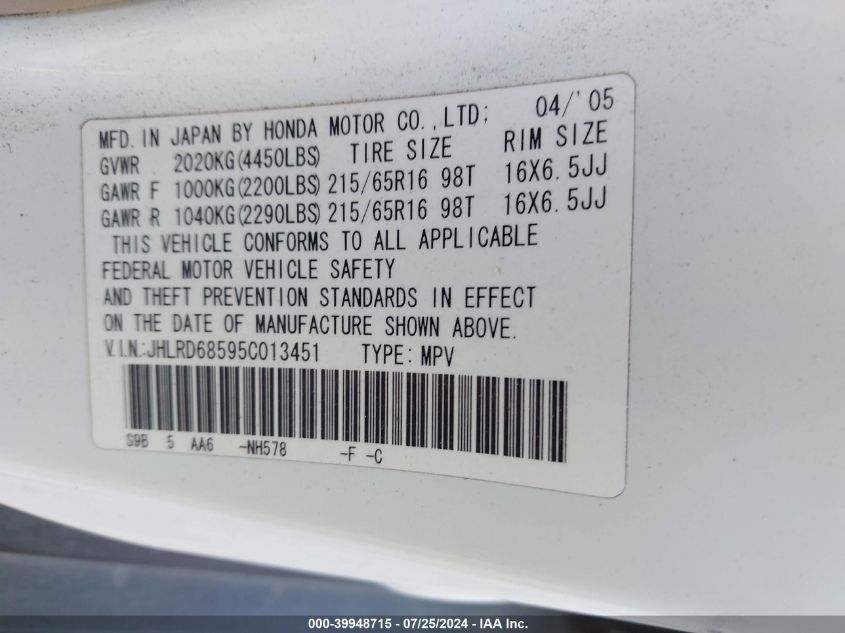 MFD. IN JAPAN BY HONDA MOTOR CO.,LTD; 04/'05
GVWR 2020KG(4450LBS) TIRE SIZE RIM SIZE
GAWR F 1000KG(2200LBS) 215/65R16 98T 16X6.5JJ
GAWR R 1040KG(2290LBS) 215/65R16 98T 16X6.5JJ
THIS VEHICLE CONFORMS TO ALL APPLICABLE
FEDERAL MOTOR VEHICLE SAFETY
AND THEFT PREVENTION STANDARDS IN EFFECT
ON THE DATE OF MANUFACTURE SHOWN ABOVE.
V.I.N.:JHLRD68595C013451 TYPE: MPV
S9B 5 AA6 -NH578 -F -C
000-39948715 - 07/25/2024 - IAA Inc.